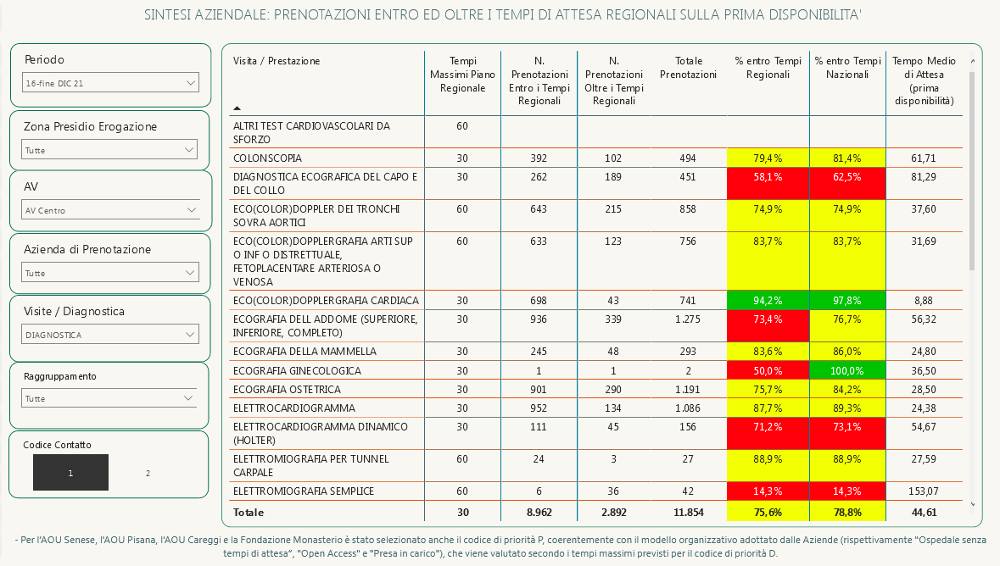 SINTESI AZIENDALE: PRENOTAZIONI ENTRO ED OLTRE I TEMPI DI ATTESA REGIONALI SULLA PRIMA DISPONIBILITA'
Periodo
16-fine DIC 21
Zona Presidio Erogazione
Tutte
AV
AV Centro
Azienda di Prenotazione
Tutte
Visite / Diagnostica
DIAGNOSTICA
Raggruppamento
Tutte
Codice Contatto
1 2
Visita / Prestazione
Tempi
Massimi Piano
Regionale
N.
Prenotazioni
Entro i Tempi
Regionali
N.
Prenotazioni
Oltre i Tempi
Regionali
Totale
Prenotazioni
% entro Tempi
Regionali
% entro Tempi
Nazionali
Tempo Medio
di Attesa
(prima
disponibilità)
ALTRI TEST CARDIOVASCOLARI DA 60
SFORZO
COLONSCOPIA 30 392 102 494 79,4% 81,4% 61,71
DIAGNOSTICA ECOGRAFICA DEL CAPO E 30 262 189 451 58,1% 62,5% 81,29
DEL COLLO
ECO(COLOR)DOPPLER DEI TRONCHI 60 643 215 858 74,9% 74,9% 37,60
SOVRA AORTICI
ECO(COLOR)DOPPLERGRAFIA ARTI SUP 60 633 123 756 83,7% 83,7% 31,69
O INF O DISTRETTUALE,
FETOPLACENTARE ARTERIOSA O
VENOSA
ECO(COLOR)DOPPLERGRAFIA CARDIACA 30 698 43 741 94,2% 97,8% 8,88
ECOGRAFIA DELL ADDOME (SUPERIORE, 30 936 339 1.275 73,4% 76,7% 56,32
INFERIORE, COMPLETO)
ECOGRAFIA DELLA MAMMELLA 30 245 48 293 83,6% 86,0% 24,80
ECOGRAFIA GINECOLOGICA 30 1 1 2 50,0% 100,0% 36,50
ECOGRAFIA OSTETRICA 30 901 290 1.191 75,7% 84,2% 28,50
ELETTROCARDIOGRAMMA 30 952 134 1.086 87,7% 89,3% 24,38
ELETTROCARDIOGRAMMA DINAMICO 30 111 45 156 71,2% 73,1% 54,67
(HOLTER)
ELETTROMIOGRAFIA PER TUNNEL 60 24 3 27 88,9% 88,9% 27,59
CARPALE
ELETTROMIOGRAFIA SEMPLICE 60 6 36 42 14,3% 14,3% 153,07
Totale 30 8.962 2.892 11.854 75,6% 78,8% 44,61
- Per l'AOU Senese, l'AOU Pisana, l'AOU Careggi e la Fondazione Monasterio è stato selezionato anche il codice di priorità P, coerentemente con il modello organizzativo adottato dalle Aziende (rispettivamente "Ospedale senza
tempi di attesa", "Open Access" e "Presa in carico"), che viene valutato secondo i tempi massimi previsti per il codice di priorità D.